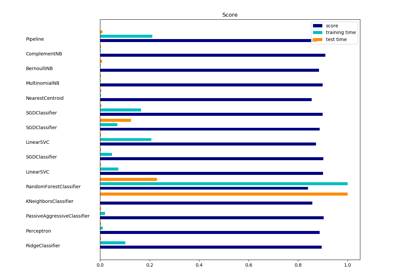 Score
score
training time
test time
Pipeline
ComplementNB
BernoulliNB
MultinomialNB
NearestCentroid
SGDClassifier
SGDClassifier
LinearSVC
SGDClassifier
LinearSVC
RandomForestClassifier
KNeighborsClassifier
PassiveAggressiveClassifier
Perceptron
RidgeClassifier
0.0 0.2 0.4 0.6 0.8 1.0